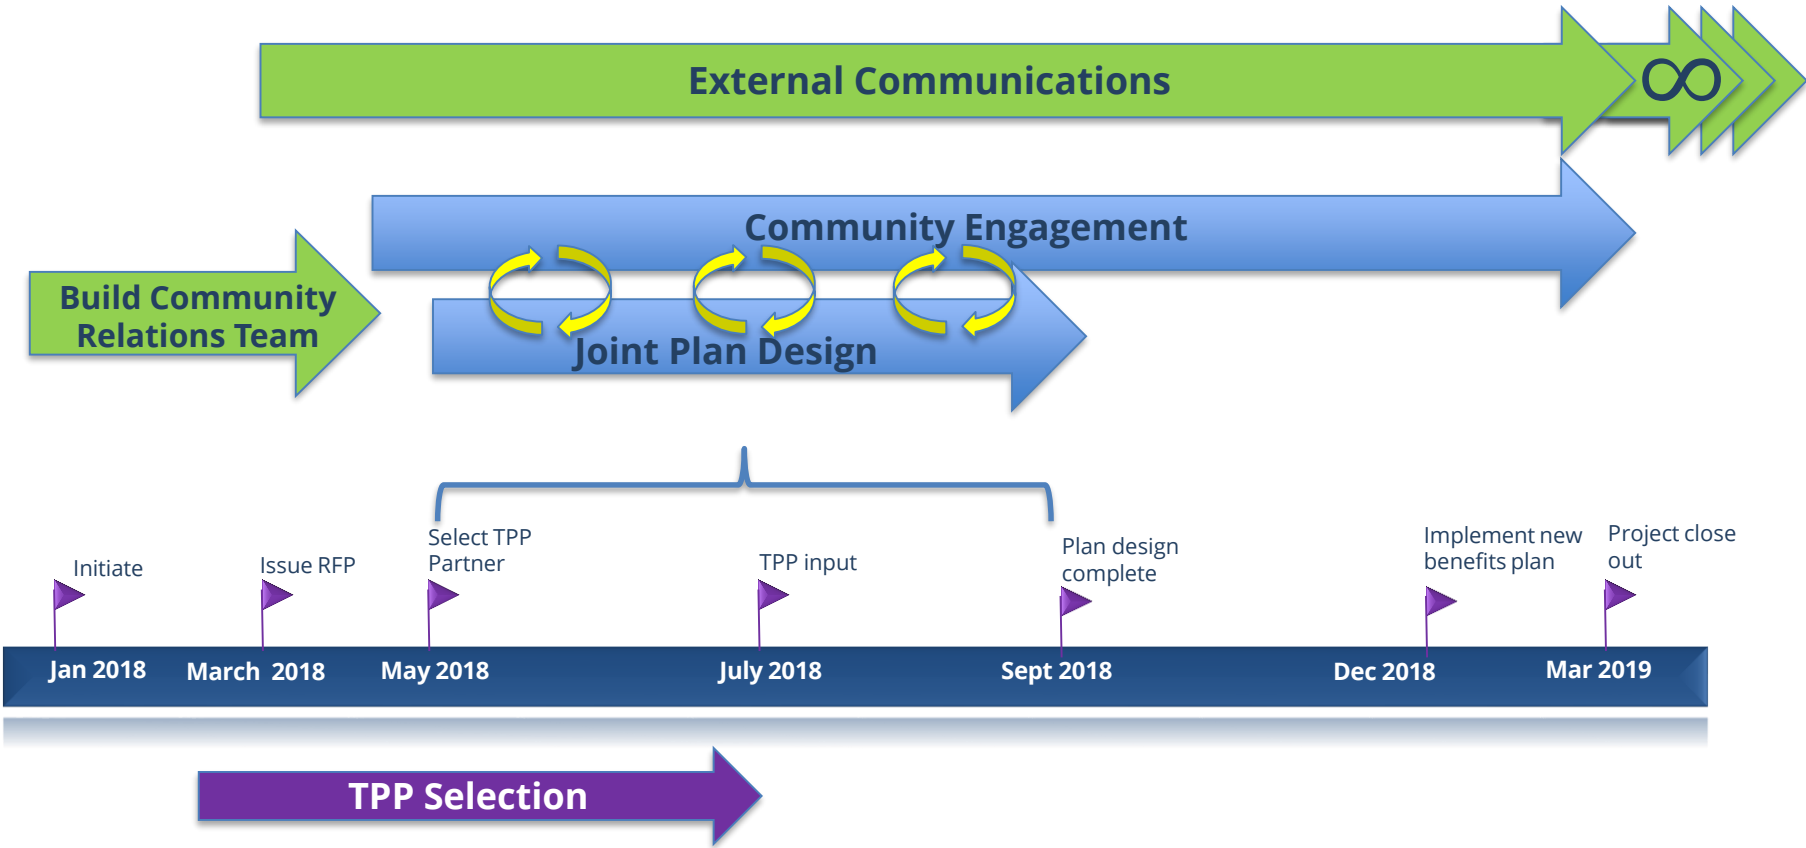 External Communications
∞
Community Engagement
Build Community
Relations Team
Joint Plan Design
Initiate
Issue RFP
Select TPP
Partner
TPP input
Plan design
complete
Implement new
benefits plan
Project close
out
Jan 2018
March  2018
May 2018
July 2018
Sept 2018
Dec 2018
Mar 2019
TPP Selection